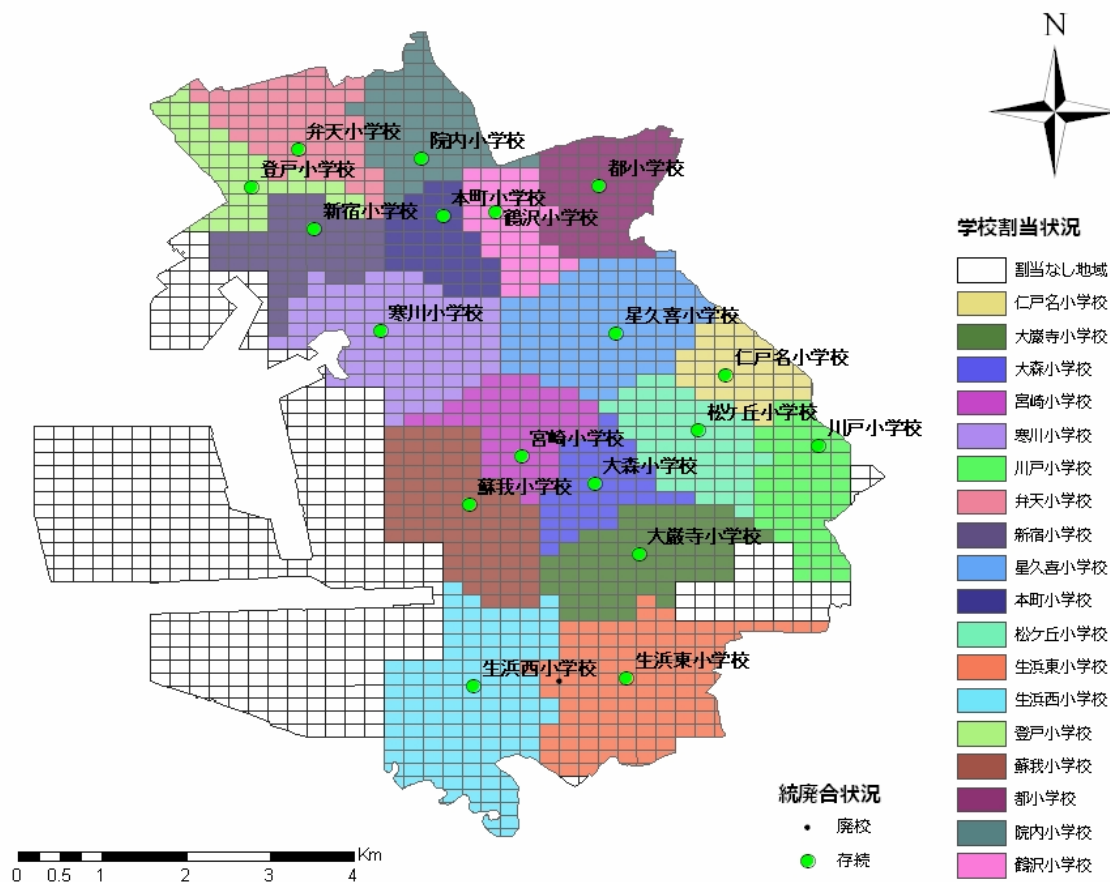 N
弁天小学校
院内小学校
登戸小学校
都小学校
本町小学校
新宿小学校
鶴沢小学校
寒川小学校
星久喜小学校
仁戸名小学校
松ケ丘小学校
川戸小学校
宮崎小学校
大森小学校
蘇我小学校
大巌寺小学校
生浜西小学校
生浜東小学校
学校割当状況
割当なし地域
仁戸名小学校
大巌寺小学校
大森小学校
宮崎小学校
寒川小学校
川戸小学校
弁天小学校
新宿小学校
星久喜小学校
本町小学校
松ケ丘小学校
生浜東小学校
生浜西小学校
登戸小学校
蘇我小学校
都小学校
院内小学校
鶴沢小学校
統廃合状況
廃校
存続
Km
0 0.5 1 2 3 4